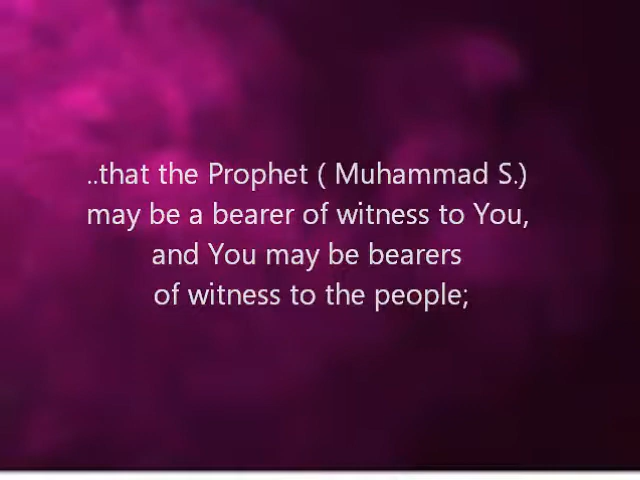 ..that the Prophet ( Muhammad S.)
may be a bearer of witness to You,
and You may be bearers
of witness to the people;